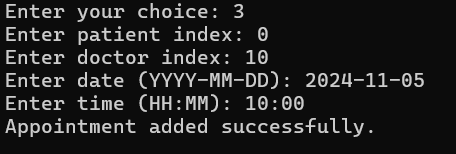 Enter your choice: 3
Enter patient index: 0
Enter doctor index: 10
Enter date (YYYY-MM-DD): 2024-11-05
Enter time (HH:MM): 10:00
Appointment added successfully.